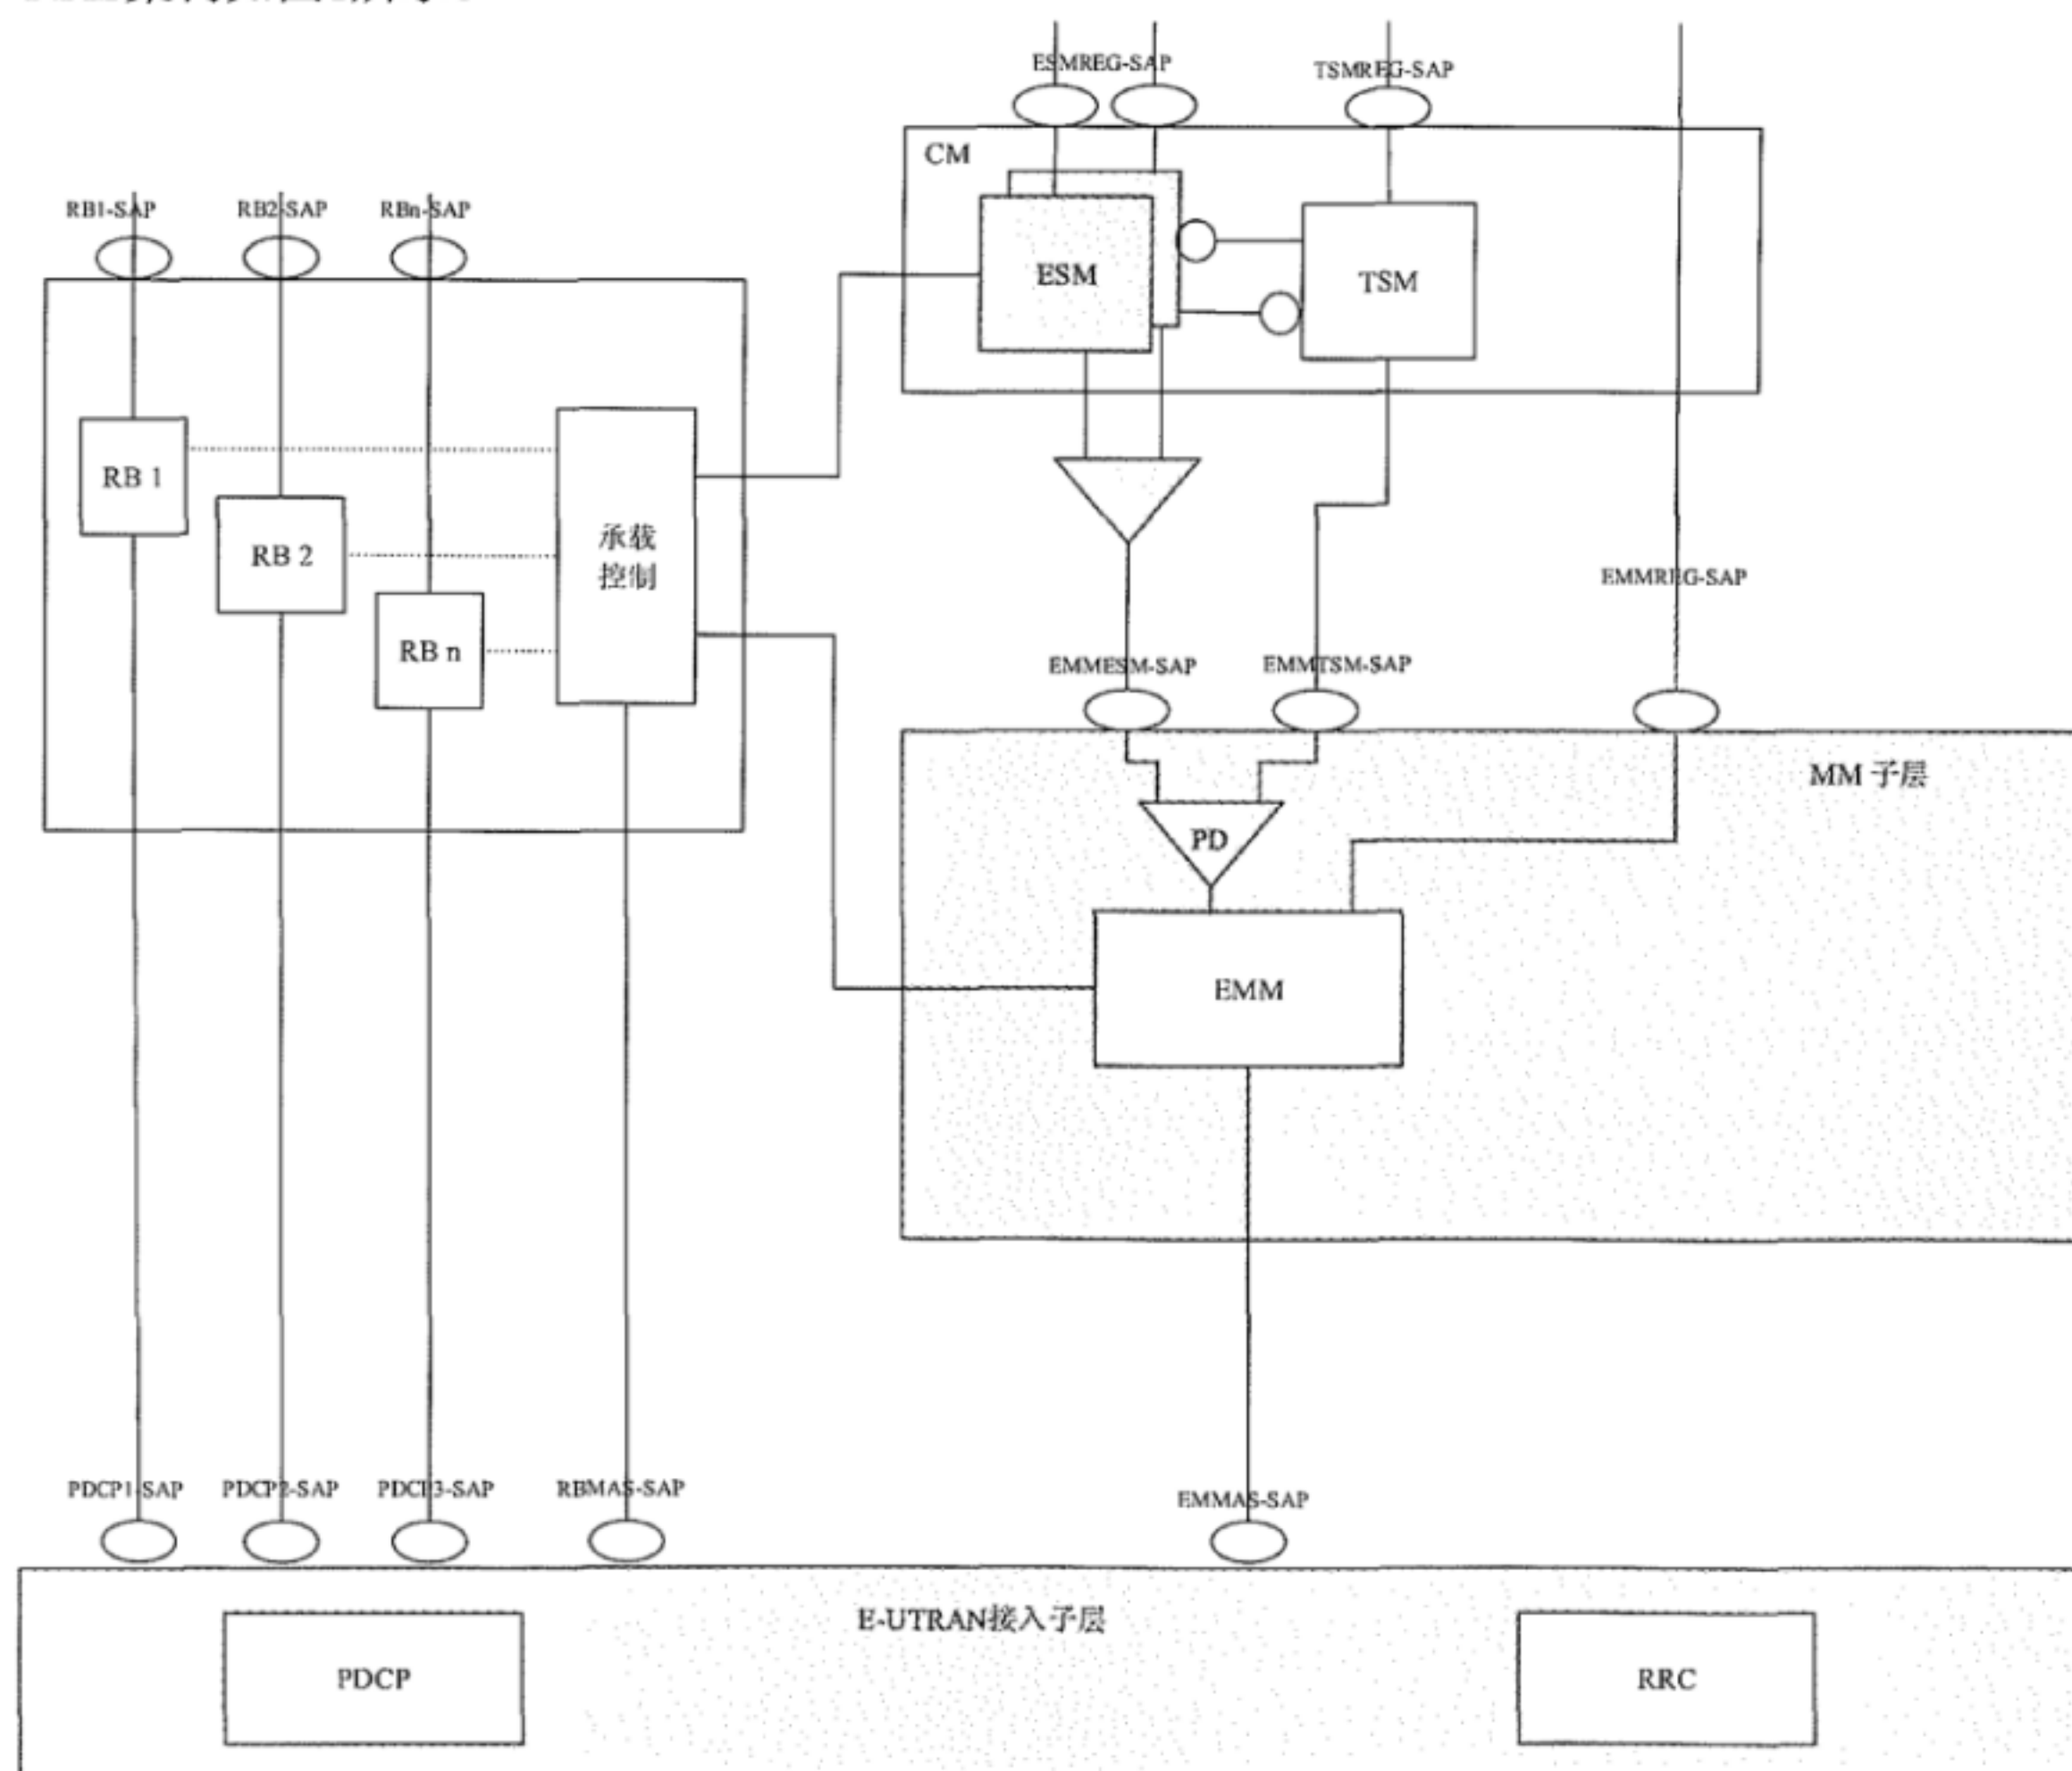 ESMREG-SAP
TSMREG-SAP
CM
RB1-SAP
RB2-SAP
RBn-SAP
ESM
TSM
RB 1
RB 2
RB n
承载
控制
EMMREG-SAP
EMMESM-SAP
EMMTSM-SAP
MM 子层
PD
EMM
PDCP1-SAP
PDCP2-SAP
PDCP3-SAP
RBMAS-SAP
EMMAS-SAP
E-UTRAN接入子层
PDCP
RRC